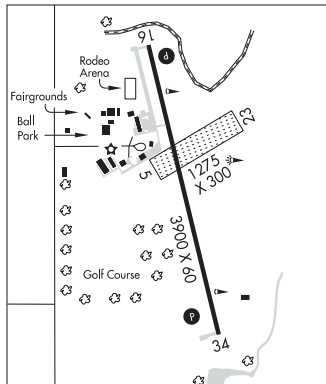 16
P
Rodeo
Arena
Fairgrounds
Ball
Park
23
5
1275
X 300
3900 X 60
Golf Course
P
34